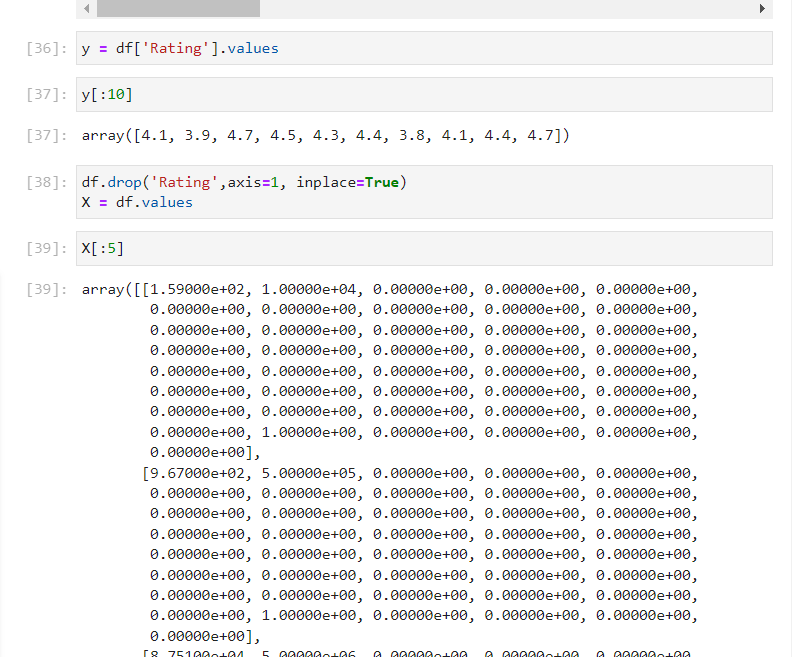 [36]: y = df['Rating'].values
[37]: y[:10]
[37]: array([4.1, 3.9, 4.7, 4.5, 4.3, 4.4, 3.8, 4.1, 4.4, 4.7])
[38]: df.drop('Rating',axis=1, inplace=True)
X = df.values
[39]: X[:5]
[39]: array([[1.59000e+02, 1.00000e+04, 0.00000e+00, 0.00000e+00, 0.00000e+00,
0.00000e+00, 0.00000e+00, 0.00000e+00, 0.00000e+00, 0.00000e+00,
0.00000e+00, 0.00000e+00, 0.00000e+00, 0.00000e+00, 0.00000e+00,
0.00000e+00, 0.00000e+00, 0.00000e+00, 0.00000e+00, 0.00000e+00,
0.00000e+00, 0.00000e+00, 0.00000e+00, 0.00000e+00, 0.00000e+00,
0.00000e+00, 0.00000e+00, 0.00000e+00, 0.00000e+00, 0.00000e+00,
0.00000e+00, 0.00000e+00, 0.00000e+00, 0.00000e+00, 0.00000e+00,
0.00000e+00, 1.00000e+00, 0.00000e+00, 0.00000e+00, 0.00000e+00,
0.00000e+00],
[9.67000e+02, 5.00000e+05, 0.00000e+00, 0.00000e+00, 0.00000e+00,
0.00000e+00, 0.00000e+00, 0.00000e+00, 0.00000e+00, 0.00000e+00,
0.00000e+00, 0.00000e+00, 0.00000e+00, 0.00000e+00, 0.00000e+00,
0.00000e+00, 0.00000e+00, 0.00000e+00, 0.00000e+00, 0.00000e+00,
0.00000e+00, 0.00000e+00, 0.00000e+00, 0.00000e+00, 0.00000e+00,
0.00000e+00, 0.00000e+00, 0.00000e+00, 0.00000e+00, 0.00000e+00,
0.00000e+00, 0.00000e+00, 0.00000e+00, 0.00000e+00, 0.00000e+00,
0.00000e+00, 1.00000e+00, 0.00000e+00, 0.00000e+00, 0.00000e+00,
0.00000e+00],
[8.75100e+04, 5.00000e+06, 0.00000e+00, 0.00000e+00, 0.00000e+00,